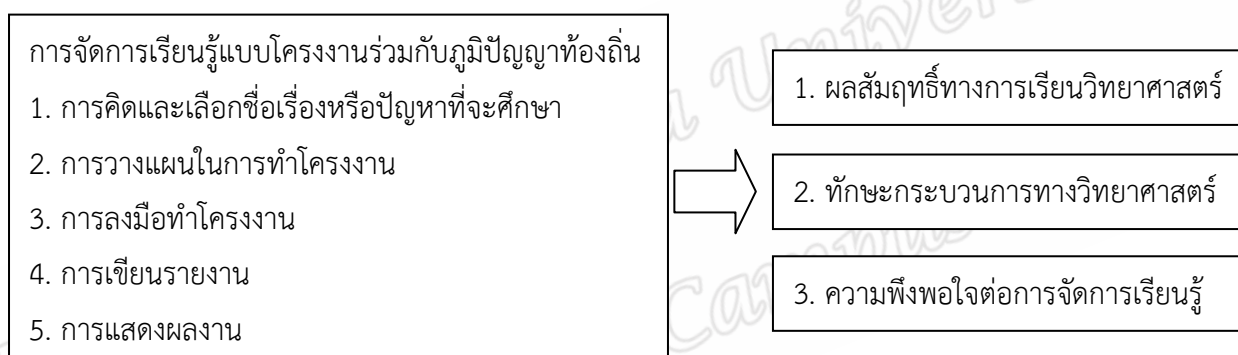 การจัดการเรียนรู้แบบโครงงานร่วมกับภูมิปัญญาท้องถิ่น
1. การคิดและเลือกชื่อเรื่องหรือปัญหาที่จะศึกษา
2. การวางแผนในการทำโครงงาน
3. การลงมือทำโครงงาน
4. การเขียนรายงาน
5. การแสดงผลงาน
1. ผลสัมฤทธิ์ทางการเรียนวิทยาศาสตร์
2. ทักษะกระบวนการทางวิทยาศาสตร์
3. ความพึงพอใจต่อการจัดการเรียนรู้